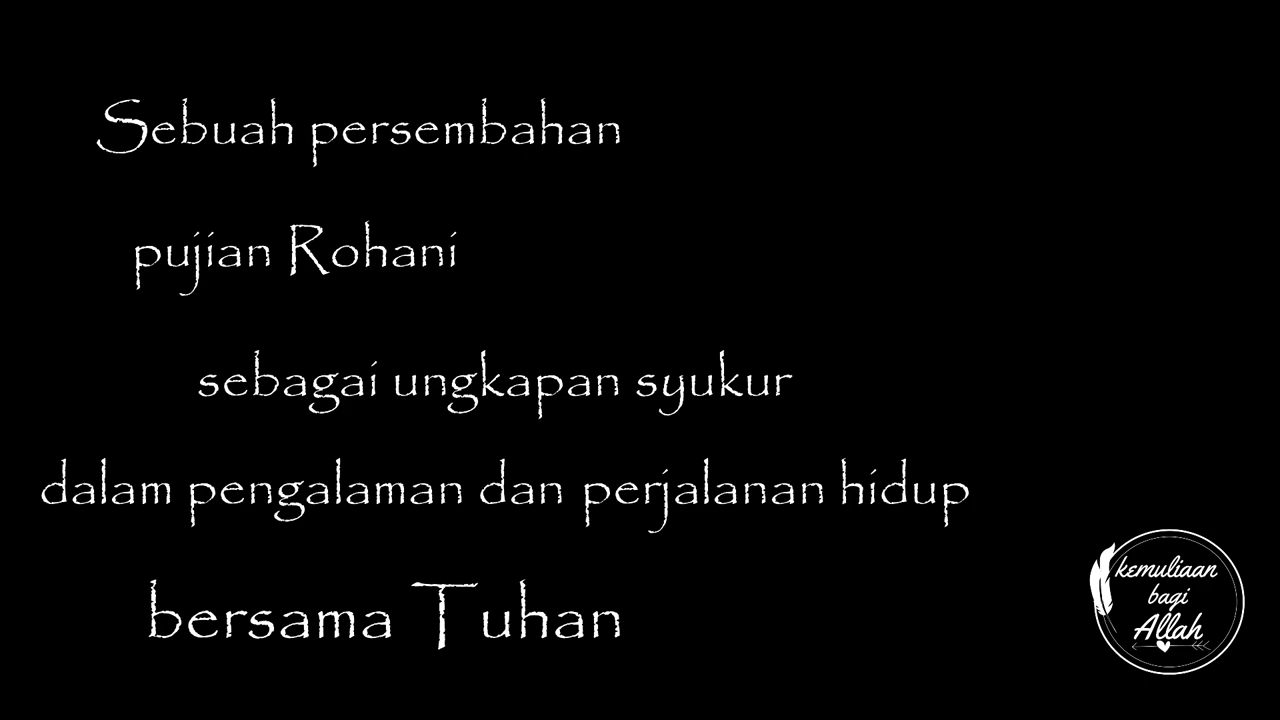 Sebuah persembahan
pujian Rohani
sebagai ungkapan syukur
dalam pengalaman dan perjalanan hidup
bersama Tuhan
kemuliaan
bagi
Allah